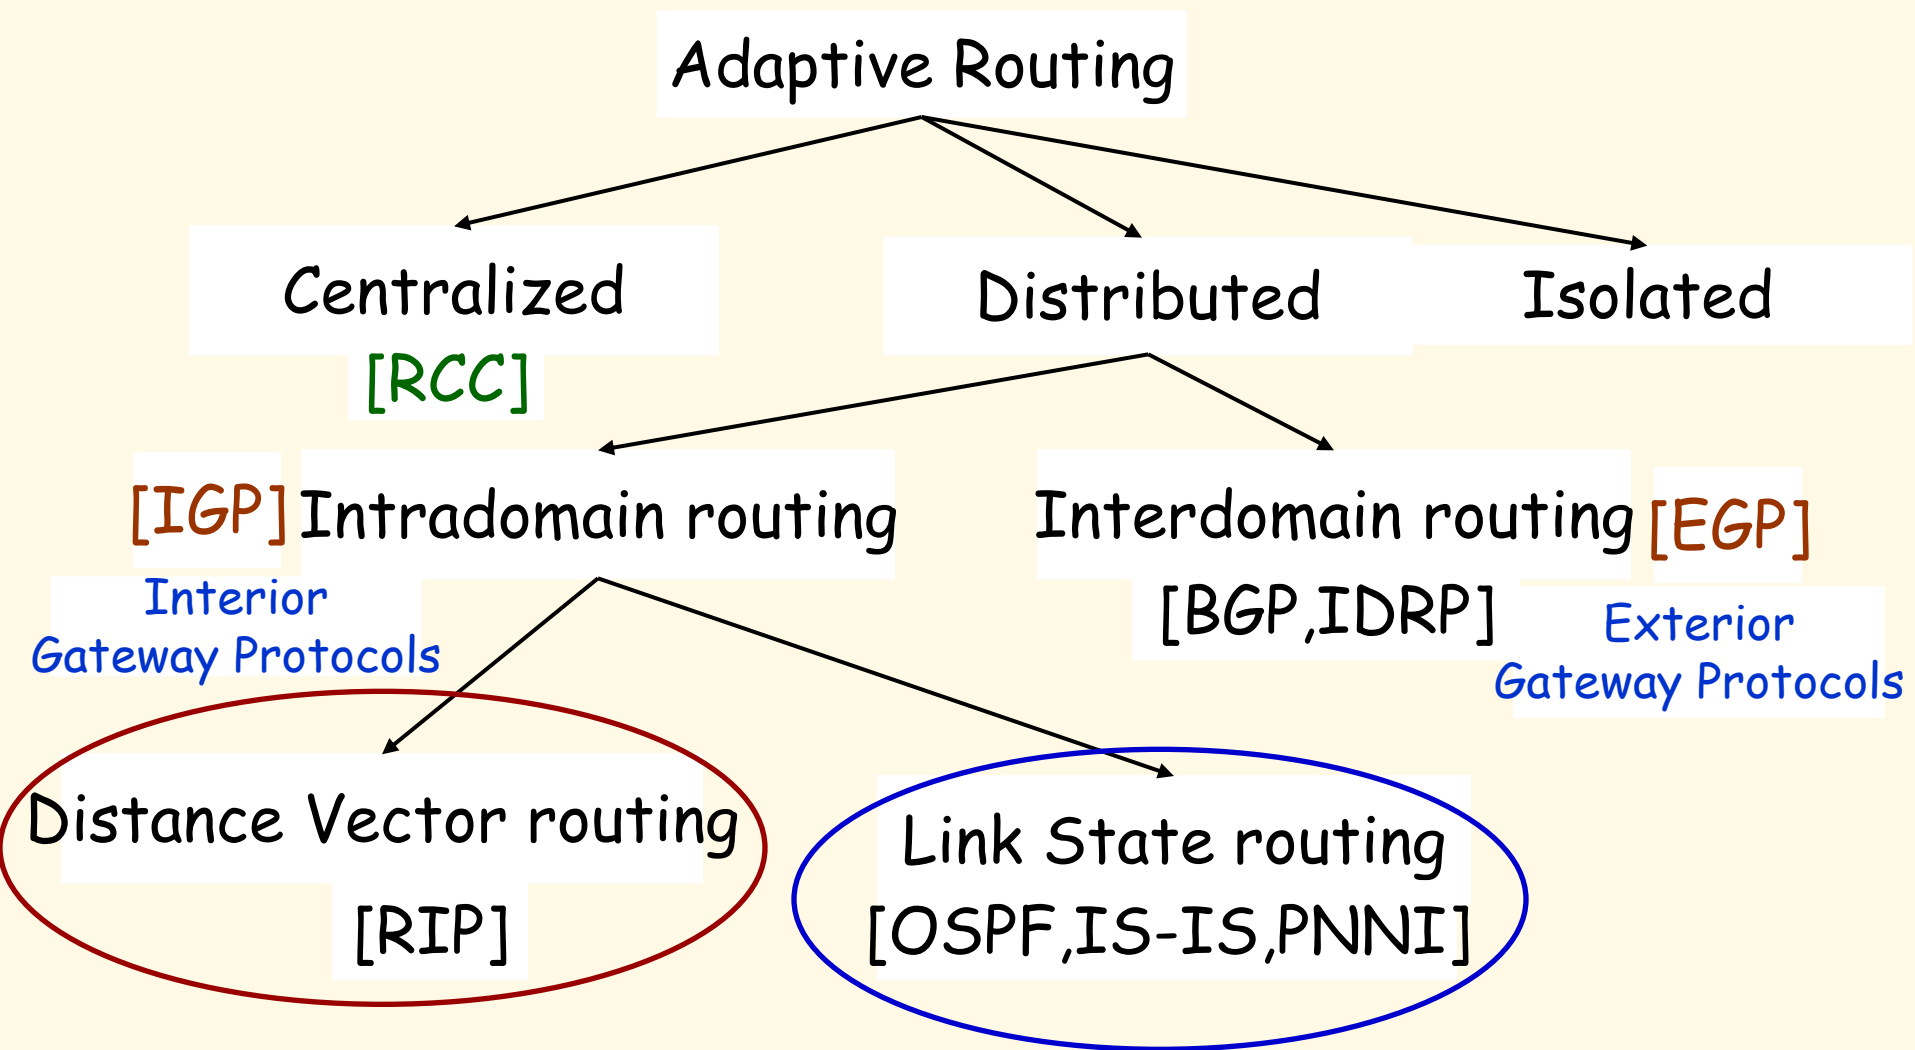 Adaptive Routing
Centralized
Distributed
Isolated
[RCC]
[IGP]
Intradomain routing
Interdomain routing
[EGP]
Interior
Gateway Protocols
[BGP,IDRP]
Exterior
Gateway Protocols
Distance Vector routing
[RIP]
Link State routing
[OSPF,IS-IS,PNNI]